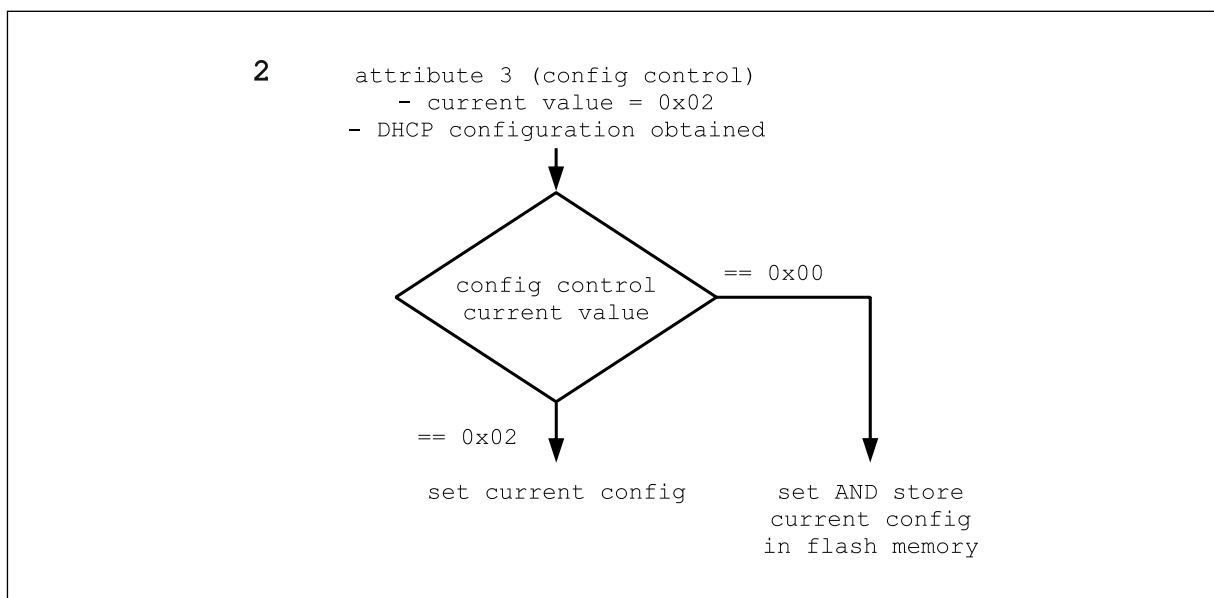 2
attribute 3 (config control)
- current value = 0x02
- DHCP configuration obtained
config control
current value
== 0x00
== 0x02
set current config
set AND store
current config
in flash memory